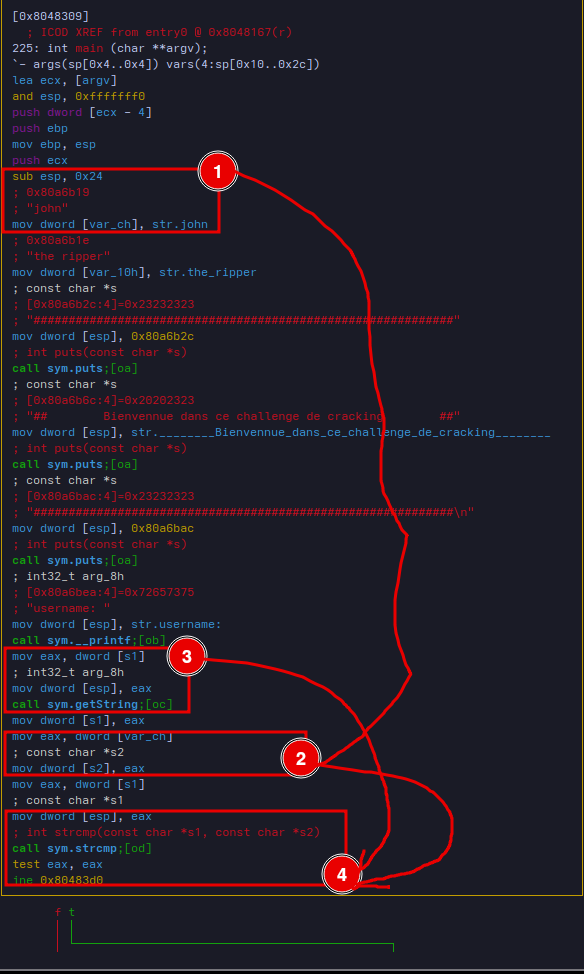 [0x8048309]
; ICOD XREF from entry0 @ 0x8048167(r)
225: int main (char **argv);
`- args(sp[0x4..0x4]) vars(4:sp[0x10..0x2c])
lea ecx, [argv]
and esp, 0xfffffff0
push dword [ecx - 4]
push ebp
mov ebp, esp
push ecx
sub esp, 0x24
1
; 0x80a6b19
; "john"
mov dword [var_ch], str.john
; 0x80a6b1e
; "the ripper"
mov dword [var_10h], str.the_ripper
; const char *s
; [0x80a6b2c:4]=0x23232323
; "############################################################"
mov dword [esp], 0x80a6b2c
; int puts(const char *s)
call sym.puts;[oa]
; const char *s
; [0x80a6b6c:4]=0x20202323
; "##        Bienvennue dans ce challenge de cracking        ##"
mov dword [esp], str.________Bienvennue_dans_ce_challenge_de_cracking________
; int puts(const char *s)
call sym.puts;[oa]
; const char *s
; [0x80a6bac:4]=0x23232323
; "############################################################\n"
mov dword [esp], 0x80a6bac
; int puts(const char *s)
call sym.puts;[oa]
; int32_t arg_8h
; [0x80a6bea:4]=0x72657375
; "username: "
mov dword [esp], str.username:
call sym.__printf;[ob]
mov eax, dword [s1]
3
; int32_t arg_8h
mov dword [esp], eax
call sym.getString;[oc]
mov dword [s1], eax
mov eax, dword [var_ch]
; const char *s2
2
mov dword [s2], eax
mov eax, dword [s1]
; const char *s1
mov dword [esp], eax
; int strcmp(const char *s1, const char *s2)
call sym.strcmp;[od]
test eax, eax
4
jne 0x80483d0
f t